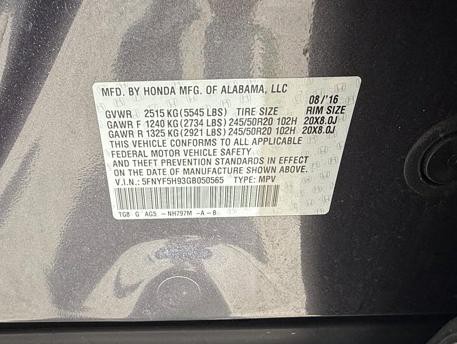 MFD. BY HONDA MFG. OF ALABAMA, LLC
08/'16
GVWR 2515 KG (5545 LBS) TIRE SIZE RIM SIZE
GAWR F 1240 KG (2734 LBS) 245/50R20 102H 20X8.0J
GAWR R 1325 KG (2921 LBS) 245/50R20 102H 20X8.0J
THIS VEHICLE CONFORMS TO ALL APPLICABLE
FEDERAL MOTOR VEHICLE SAFETY AND
THEFT PREVENTION STANDARDS IN EFFECT
ON THE DATE OF MANUFACTURE SHOWN ABOVE.
V.I.N.: 5FNYF5H93GB050565 TYPE: MPV
TG8 G AGS -NH797M -A-B